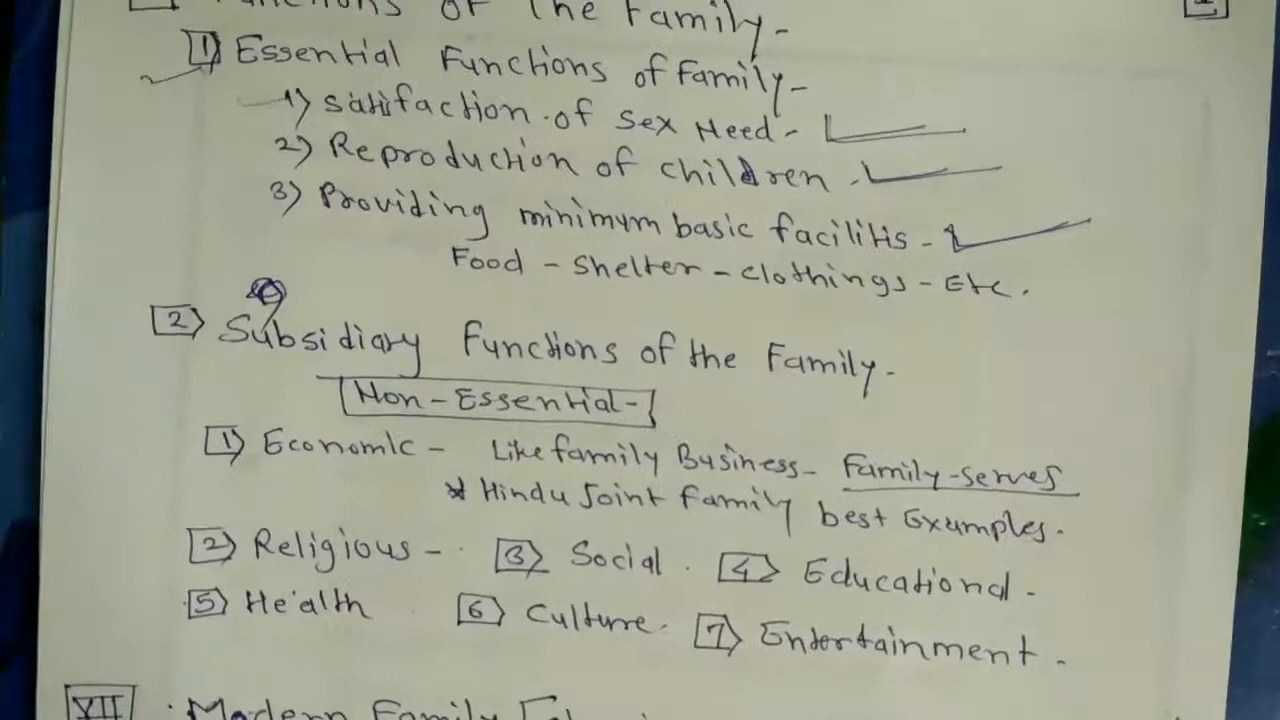 Functions of the Family-
1) Essential Functions of Family-
1) satisfaction of sex Need-
2) Reproduction of children.
3) Providing minimum basic facilitis-
Food - Shelter - clothings - Etc.
2) Subsidiary Functions of the Family-
Non-Essential-
1) Economic - Like family Business- Family-serves
* Hindu Joint family best Examples.
2) Religious - 3) Social. 4) Educational.
5) Health 6) Culture. 7) Entertainment.
VII . Modern Family